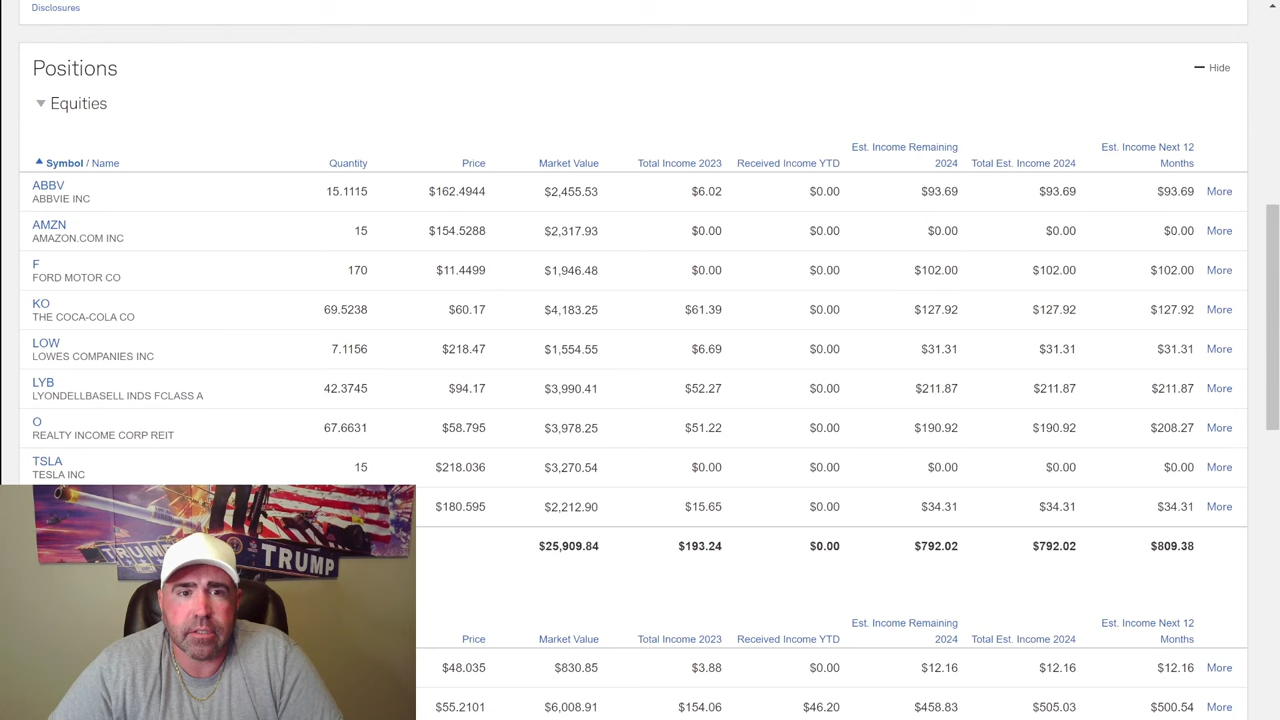 Disclosures
Positions
Hide
Equities
Symbol / Name Quantity Price Market Value Total Income 2023 Received Income YTD Est. Income Remaining 2024 Total Est. Income 2024 Est. Income Next 12 Months
ABBV 15.1115 $162.4944 $2,455.53 $6.02 $0.00 $93.69 $93.69 $93.69 More
ABBVIE INC
AMZN 15 $154.5288 $2,317.93 $0.00 $0.00 $0.00 $0.00 $0.00 More
AMAZON.COM INC
F 170 $11.4499 $1,946.48 $0.00 $0.00 $102.00 $102.00 $102.00 More
FORD MOTOR CO
KO 69.5238 $60.17 $4,183.25 $61.39 $0.00 $127.92 $127.92 $127.92 More
THE COCA-COLA CO
LOW 7.1156 $218.47 $1,554.55 $6.69 $0.00 $31.31 $31.31 $31.31 More
LOWES COMPANIES INC
LYB 42.3745 $94.17 $3,990.41 $52.27 $0.00 $211.87 $211.87 $211.87 More
LYONDELLBASELL INDS FCLASS A
O 67.6631 $58.795 $3,978.25 $51.22 $0.00 $190.92 $190.92 $208.27 More
REALTY INCOME CORP REIT
TSLA 15 $218.036 $3,270.54 $0.00 $0.00 $0.00 $0.00 $0.00 More
TESLA INC
$180.595 $2,212.90 $15.65 $0.00 $34.31 $34.31 $34.31 More
$25,909.84 $193.24 $0.00 $792.02 $792.02 $809.38
Price Market Value Total Income 2023 Received Income YTD Est. Income Remaining 2024 Total Est. Income 2024 Est. Income Next 12 Months
$48.035 $830.85 $3.88 $0.00 $12.16 $12.16 $12.16 More
$55.2101 $6,008.91 $154.06 $46.20 $458.83 $505.03 $500.54 More
TRUMP
TRUMP